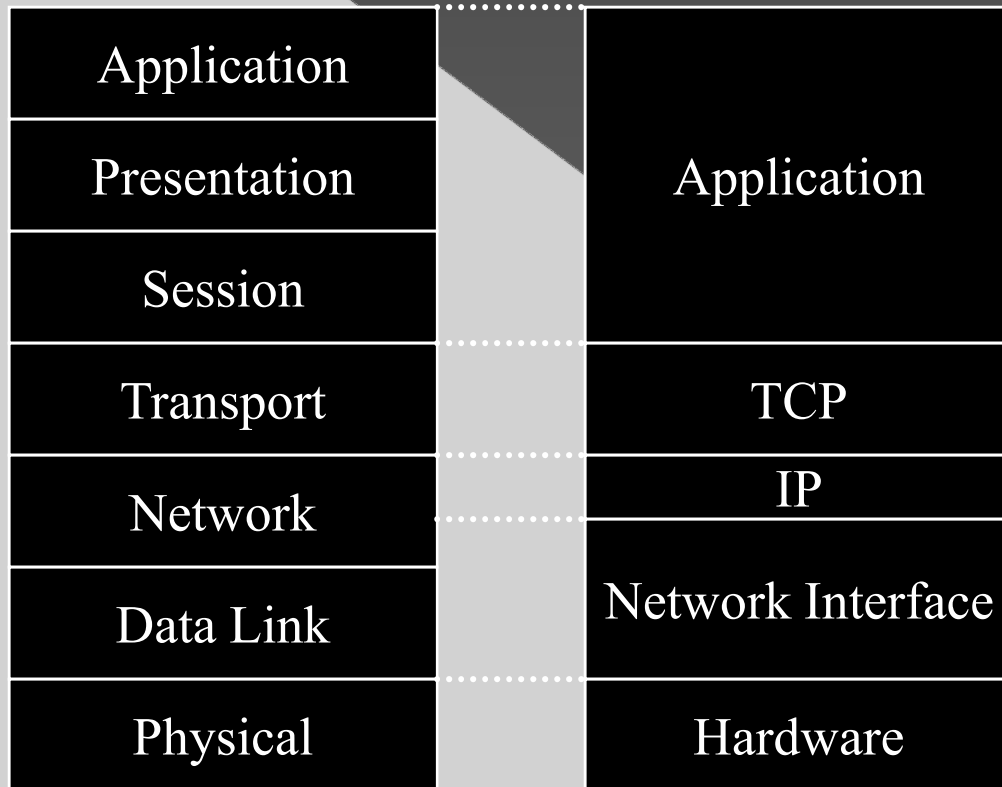 Application
Presentation
Session
Transport
Network
Data Link
Physical
Application
TCP
IP
Network Interface
Hardware